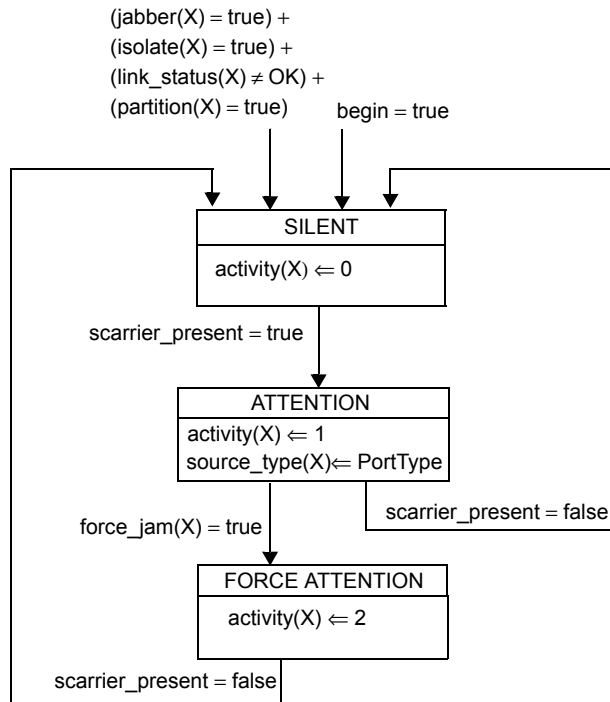 (jabber(X) = true) +
(isolate(X) = true) +
(link_status(X) ≠ OK) +
(partition(X) = true)
begin = true
SILENT
activity(X) ⇐ 0
scarrier_present = true
ATTENTION
activity(X) ⇐ 1
source_type(X)⇐ PortType
force_jam(X) = true
scarrier_present = false
FORCE ATTENTION
activity(X) ⇐ 2
scarrier_present = false